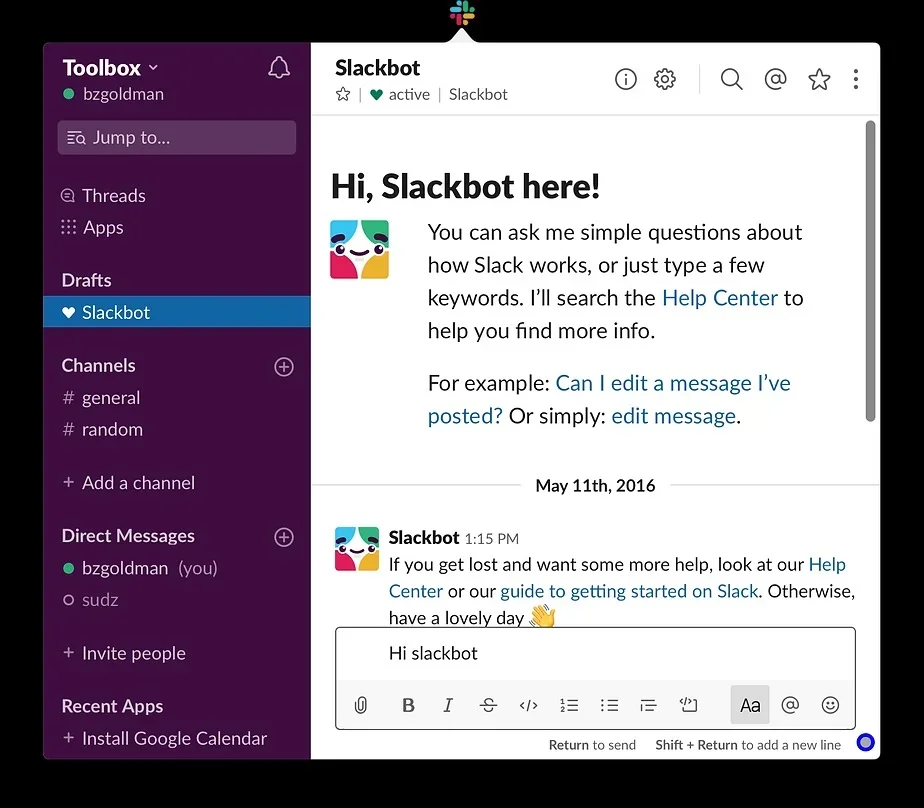 Toolbox
bzgoldman
Jump to...
Threads
Apps
Drafts
Slackbot
Channels
# general
# random
+ Add a channel
Direct Messages
bzgoldman (you)
sudz
+ Invite people
Recent Apps
+ Install Google Calendar
Slackbot
active | Slackbot
Hi, Slackbot here!
You can ask me simple questions about
how Slack works, or just type a few
keywords. I’ll search the Help Center to
help you find more info.
For example: Can I edit a message I’ve
posted? Or simply: edit message.
May 11th, 2016
Slackbot 1:15 PM
If you get lost and want some more help, look at our Help
Center or our guide to getting started on Slack. Otherwise,
have a lovely day 👋
Hi slackbot
B I S </> Aa @
Return to send Shift + Return to add a new line